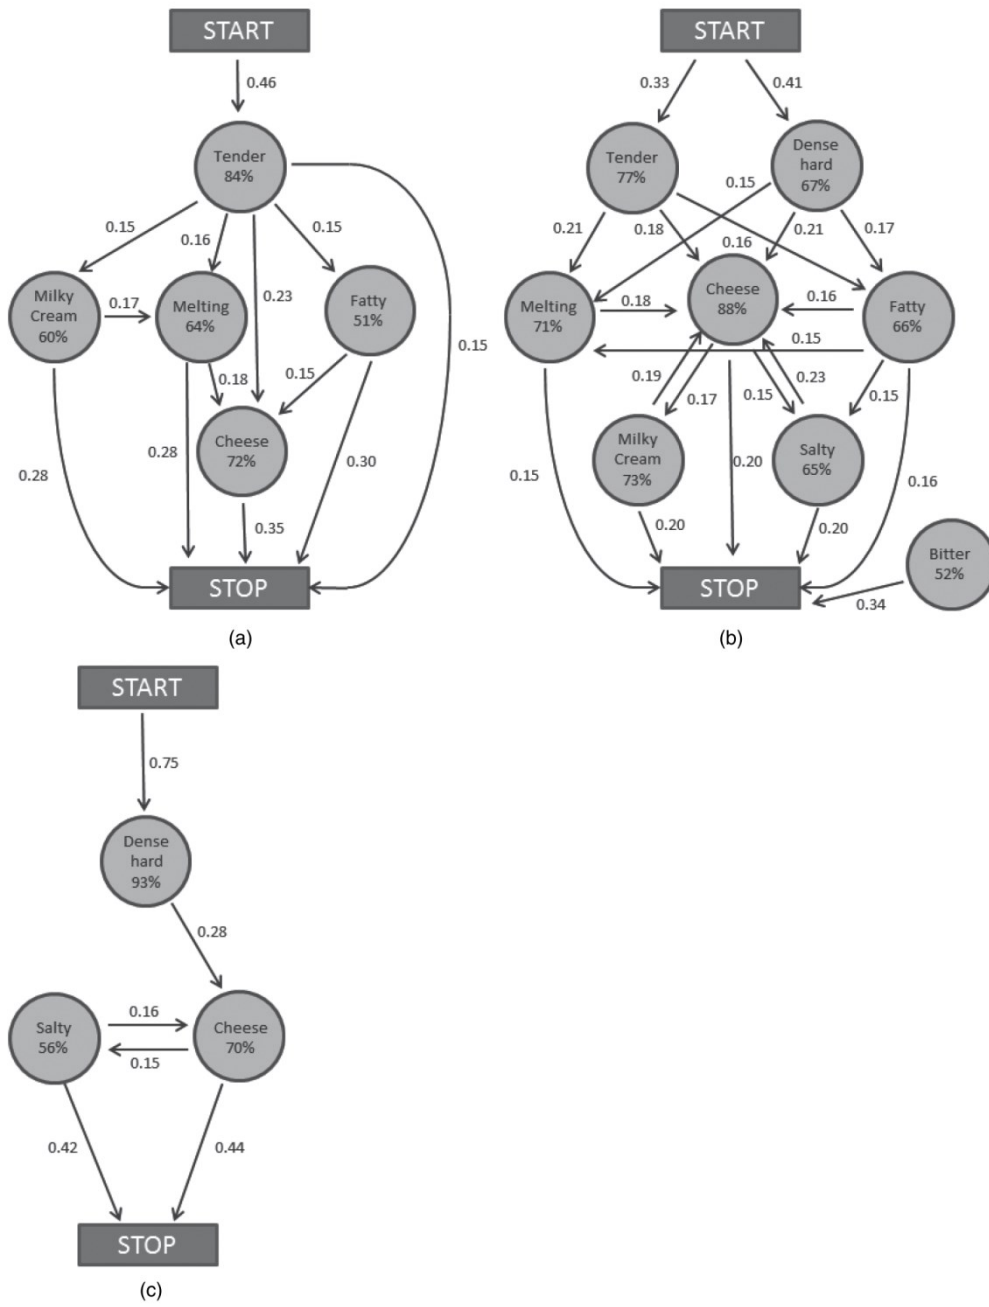 START
0.46
Tender
84%
0.15
0.16
0.15
0.23
Milky
Cream
60%
0.17
Melting
64%
Fatty
51%
0.15
0.18
0.15
Cheese
72%
0.28
0.28
0.30
0.35
STOP
(a)
START
0.33
0.41
Tender
77%
Dense
hard
67%
0.15
0.21
0.18
0.16
0.21
0.17
Melting
71%
0.18
Cheese
88%
0.16
Fatty
66%
0.15
0.19
0.17
0.15
0.23
0.15
Milky
Cream
73%
Salty
65%
0.15
0.20
0.16
0.20
0.20
Bitter
52%
0.34
STOP
(b)
START
0.75
Dense
hard
93%
0.28
Salty
56%
0.16
0.15
Cheese
70%
0.42
0.44
STOP
(c)